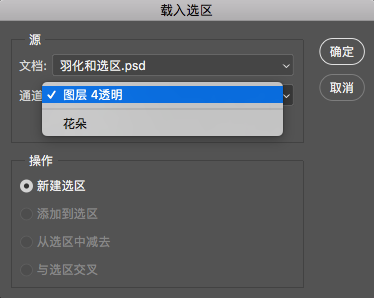 载入选区
源
文档: 羽化和选区.psd
通道
图层 4透明
花朵
确定
取消
操作
新建选区
添加到选区
从选区中减去
与选区交叉